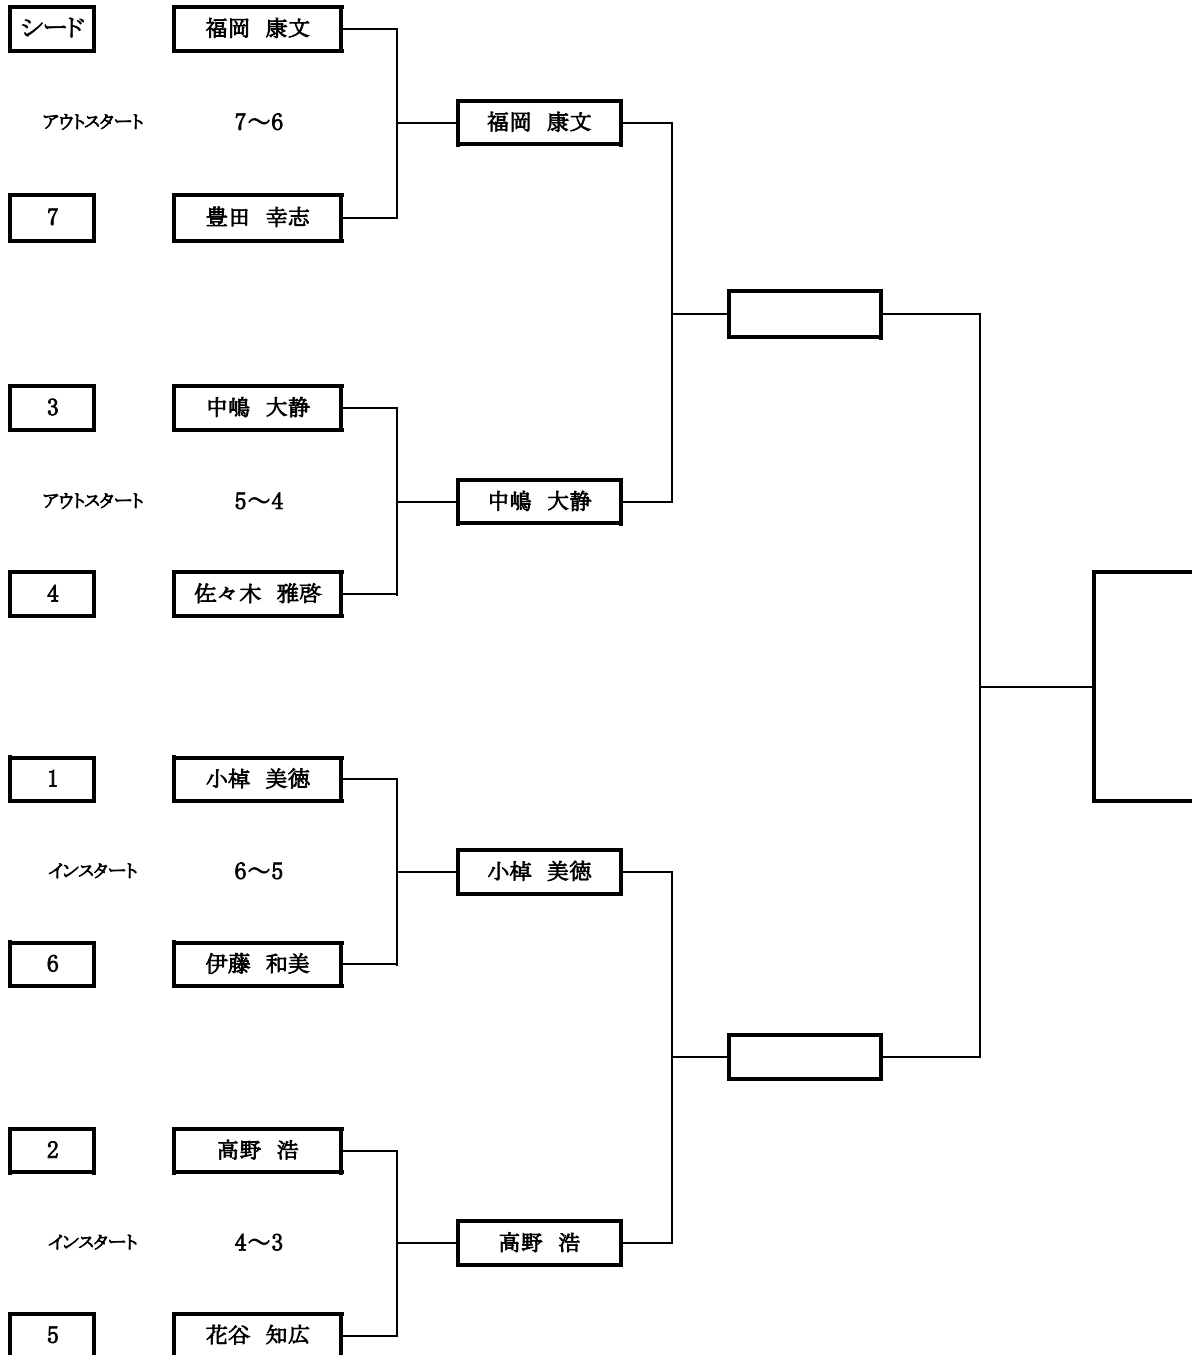 シード 福岡 康文
アウトスタート 7～6 福岡 康文
7 豊田 幸志
3 中嶋 大静
アウトスタート 5～4 中嶋 大静
4 佐々木 雅啓
1 小棹 美徳
インスタート 6～5 小棹 美徳
6 伊藤 和美
2 高野 浩
インスタート 4～3 高野 浩
5 花谷 知広